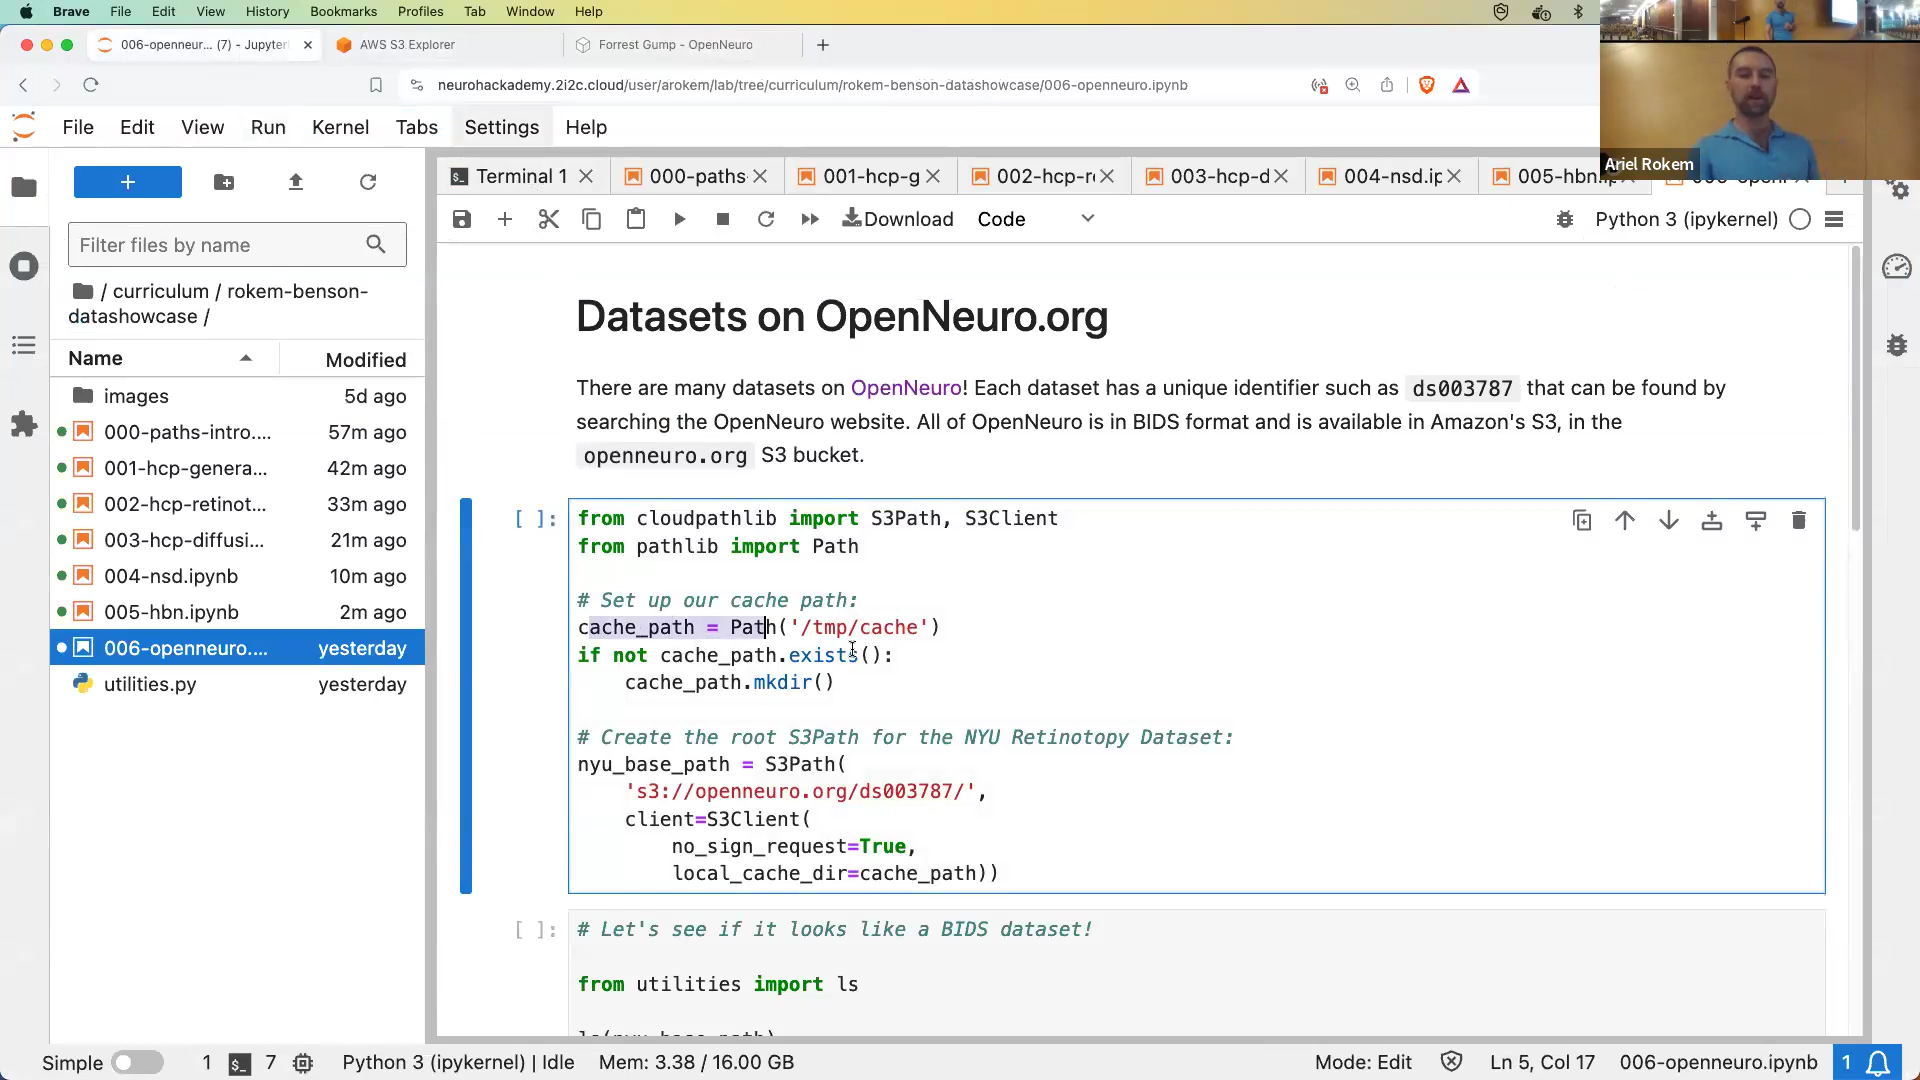 Brave File Edit View History Bookmarks Profiles Tab Window Help
006-openneur... (7) - Jupyterl
AWS S3 Explorer
Forrest Gump - OpenNeuro
neurohackademy.2i2c.cloud/user/arokem/lab/tree/curriculum/rokem-benson-datashowcase/006-openneuro.ipynb
Ariel Rokem
File Edit View Run Kernel Tabs Settings Help
Terminal 1
000-paths-
001-hcp-g
002-hcp-r
003-hcp-d
004-nsd.ip
005-hbn.ip
Download
Code
Python 3 (ipykernel)
Filter files by name
/ curriculum / rokem-benson-
datashowcase /
Name Modified
images 5d ago
000-paths-intro.... 57m ago
001-hcp-genera... 42m ago
002-hcp-retinot... 33m ago
003-hcp-diffusi... 21m ago
004-nsd.ipynb 10m ago
005-hbn.ipynb 2m ago
006-openneuro.... yesterday
utilities.py yesterday
Datasets on OpenNeuro.org
There are many datasets on OpenNeuro! Each dataset has a unique identifier such as ds003787 that can be found by
searching the OpenNeuro website. All of OpenNeuro is in BIDS format and is available in Amazon's S3, in the
openneuro.org S3 bucket.
[ ]:
from cloudpathlib import S3Path, S3Client
from pathlib import Path
# Set up our cache path:
cache_path = Path('/tmp/cache')
if not cache_path.exists():
cache_path.mkdir()
# Create the root S3Path for the NYU Retinotopy Dataset:
nyu_base_path = S3Path(
's3://openneuro.org/ds003787/',
client=S3Client(
no_sign_request=True,
local_cache_dir=cache_path))
[ ]:
# Let's see if it looks like a BIDS dataset!
from utilities import ls
ls(nyu_base_path)
Simple 1 7 Python 3 (ipykernel) | Idle Mem: 3.38 / 16.00 GB Mode: Edit Ln 5, Col 17 006-openneuro.ipynb 1